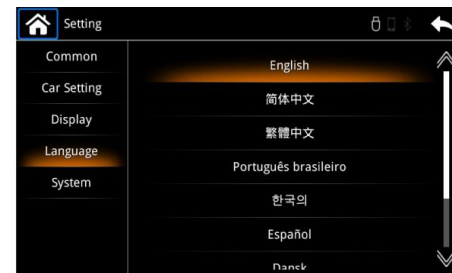 Setting
Common
Car Setting
Display
Language
System
English
简体中文
繁體中文
Português brasileiro
한국의
Español
Dansk